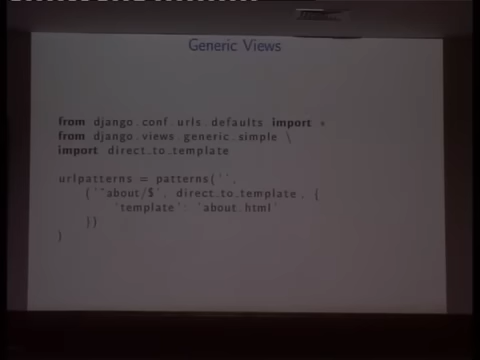 Generic Views
from django.conf.urls.defaults import *
from django.views.generic.simple \
import direct_to_template
urlpatterns = patterns('',
('^about/$', direct_to_template, {
'template': 'about.html'
})
)